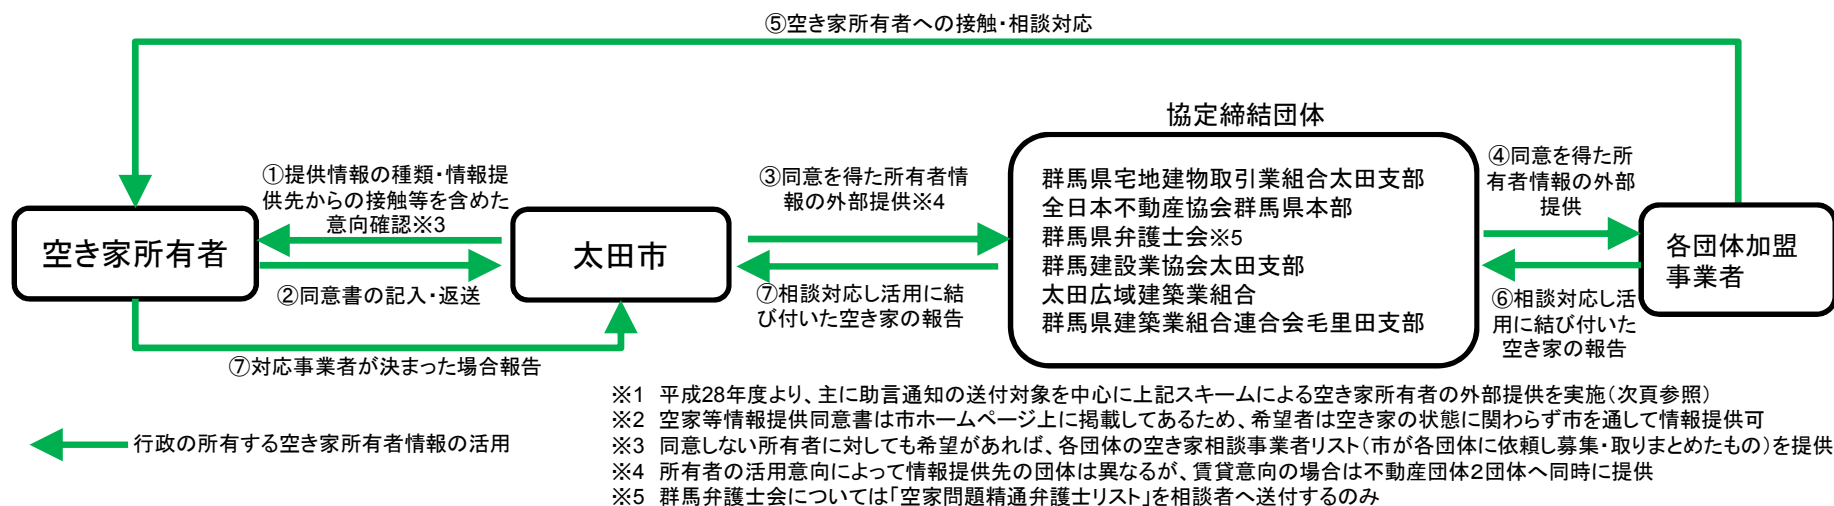 ⑤空き家所有者への接触・相談対応
協定締結団体
①提供情報の種類・情報提
供先からの接触等を含めた
意向確認※3
③同意を得た所有者情
報の外部提供※4
④同意を得た所
有者情報の外部
提供
空き家所有者
太田市
群馬県宅地建物取引業組合太田支部
全日本不動産協会群馬県本部
群馬県弁護士会※5
群馬建設業協会太田支部
太田広域建築業組合
群馬県建築業組合連合会毛里田支部
各団体加盟
事業者
②同意書の記入・返送
⑦相談対応し活用に結
び付いた空き家の報告
⑥相談対応し活
用に結び付いた
空き家の報告
⑦対応事業者が決まった場合報告
行政の所有する空き家所有者情報の活用
※1 平成28年度より、主に助言通知の送付対象を中心に上記スキームによる空き家所有者の外部提供を実施(次頁参照)
※2 空家等情報提供同意書は市ホームページ上に掲載してあるため、希望者は空き家の状態に関わらず市を通して情報提供可
※3 同意しない所有者に対しても希望があれば、各団体の空き家相談事業者リスト(市が各団体に依頼し募集・取りまとめたもの)を提供
※4 所有者の活用意向によって情報提供先の団体は異なるが、賃貸意向の場合は不動産団体2団体へ同時に提供
※5 群馬弁護士会については「空家問題精通弁護士リスト」を相談者へ送付するのみ